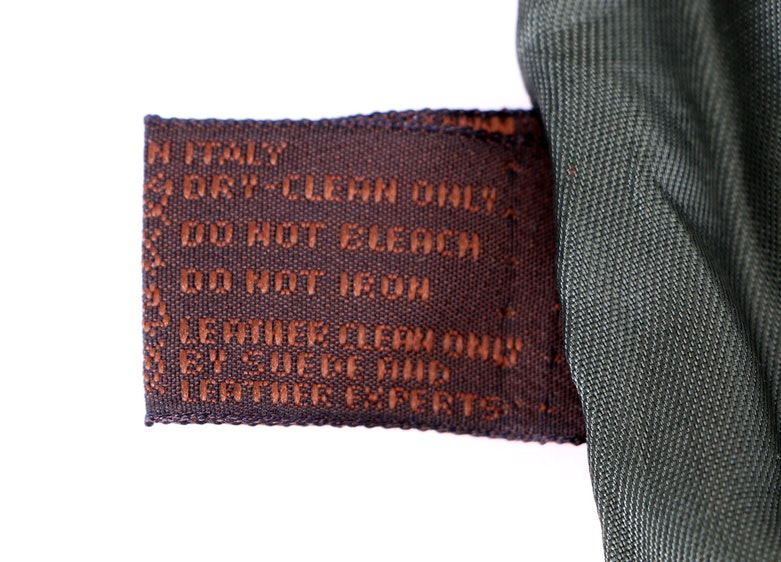 N ITALY
DRY-CLEAN ONLY
DO NOT BLEACH
DO NOT IRON
LEATHER CLEAN ONLY
BY SUEDE AND
LEATHER EXPERTS